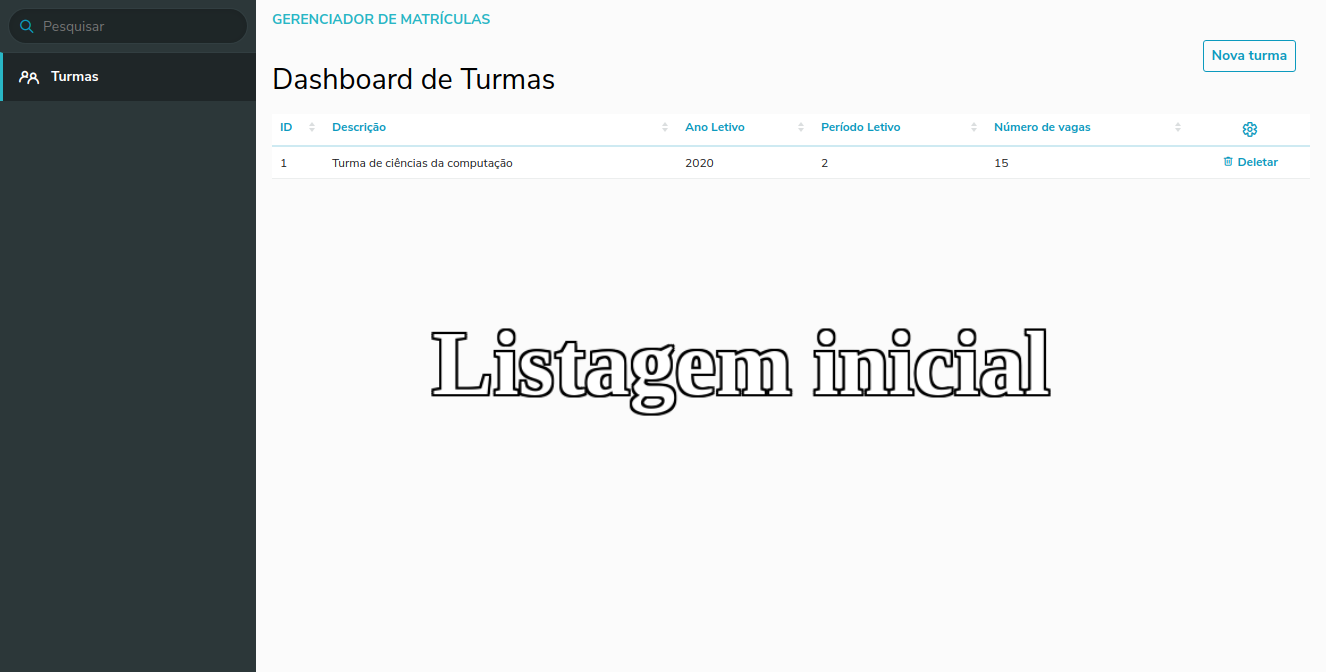 Pesquisar
Turmas
GERENCIADOR DE MATRÍCULAS
Nova turma
Dashboard de Turmas
ID Descrição Ano Letivo Período Letivo Número de vagas
1 Turma de ciências da computação 2020 2 15 Deletar
Listagem inicial